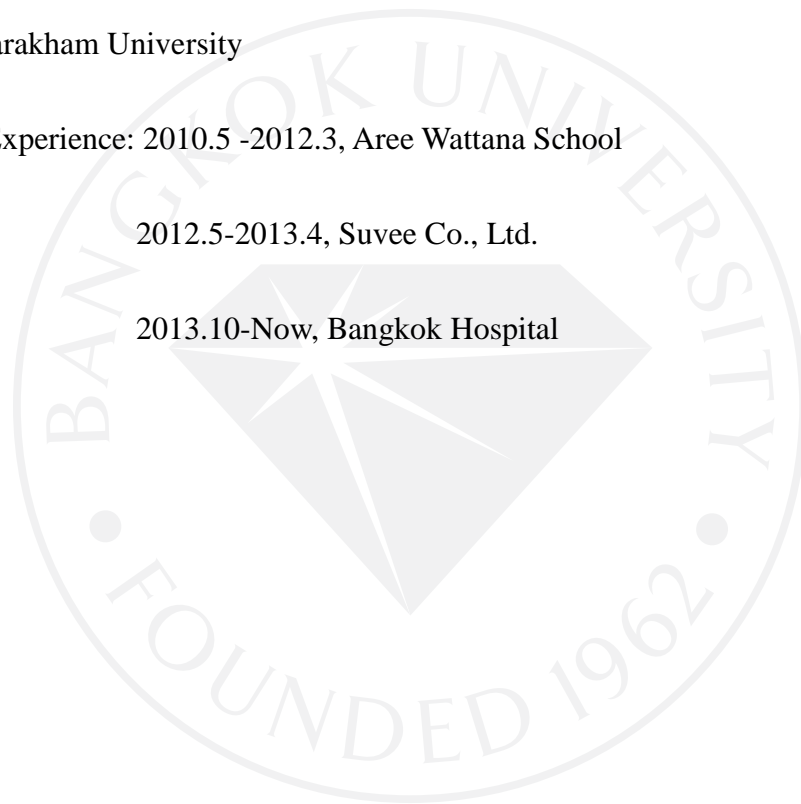 arakham University
Experience: 2010.5 -2012.3, Aree Wattana School
2012.5-2013.4, Suvee Co., Ltd.
2013.10-Now, Bangkok Hospital
BANGKOK UNIVERSITY
FOUNDED 1962